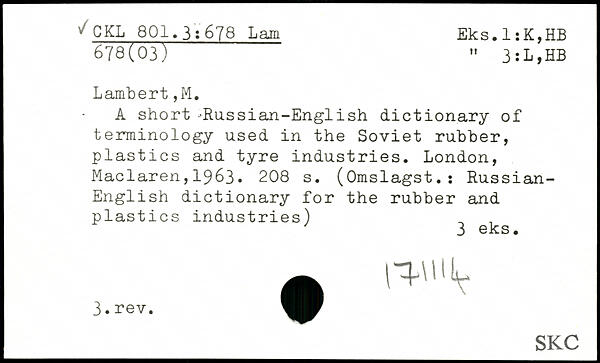 ✓ CKL 801.3:678 Lam
Eks.1:K,HB
678(03)
" 3:L,HB
Lambert,M.
A short Russian-English dictionary of
terminology used in the Soviet rubber,
plastics and tyre industries. London,
Maclaren,1963. 208 s. (Omslagst.: Russian-
English dictionary for the rubber and
plastics industries)
3 eks.
3.rev.
SKC